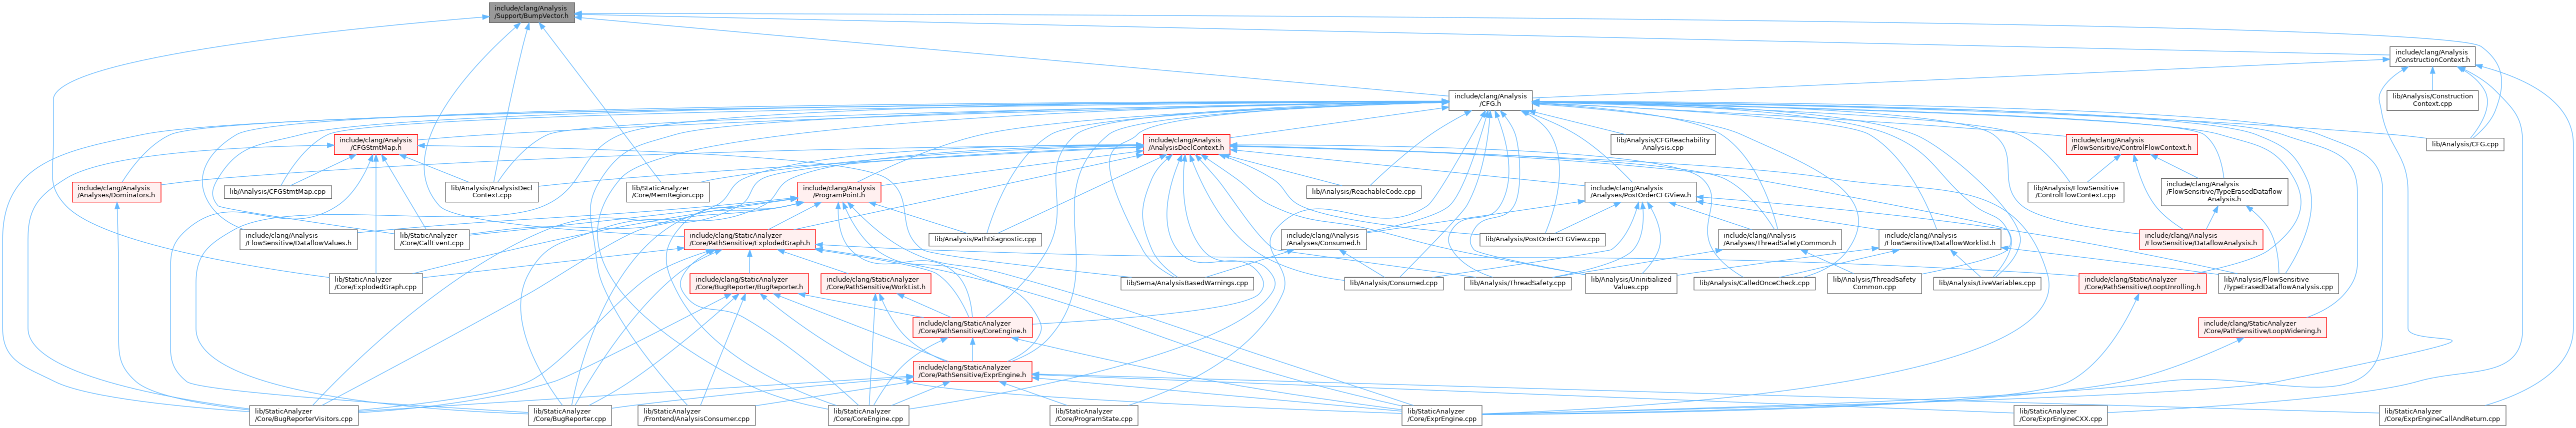 include/clang/Analysis
/Support/BumpVector.h
include/clang/Analysis
/ConstructionContext.h
include/clang/Analysis
/CFG.h
lib/Analysis/Construction
Context.cpp
include/clang/Analysis
/CFGStmtMap.h
include/clang/Analysis
/AnalysisDeclContext.h
lib/Analysis/CFGReachability
Analysis.cpp
include/clang/Analysis
/FlowSensitive/ControlFlowContext.h
lib/Analysis/CFG.cpp
include/clang/Analysis
/Analyses/Dominators.h
lib/Analysis/CFGStmtMap.cpp
lib/Analysis/AnalysisDecl
Context.cpp
lib/StaticAnalyzer
/Core/MemRegion.cpp
include/clang/Analysis
/ProgramPoint.h
lib/Analysis/ReachableCode.cpp
include/clang/Analysis
/Analyses/PostOrderCFGView.h
lib/Analysis/FlowSensitive
/ControlFlowContext.cpp
include/clang/Analysis
/FlowSensitive/TypeErasedDataflow
Analysis.h
include/clang/Analysis
/FlowSensitive/DataflowValues.h
lib/StaticAnalyzer
/Core/CallEvent.cpp
include/clang/StaticAnalyzer
/Core/PathSensitive/ExplodedGraph.h
lib/Analysis/PathDiagnostic.cpp
include/clang/Analysis
/Analyses/Consumed.h
lib/Analysis/PostOrderCFGView.cpp
include/clang/Analysis
/Analyses/ThreadSafetyCommon.h
include/clang/Analysis
/FlowSensitive/DataflowWorklist.h
include/clang/Analysis
/FlowSensitive/DataflowAnalysis.h
lib/StaticAnalyzer
/Core/ExplodedGraph.cpp
include/clang/StaticAnalyzer
/Core/BugReporter/BugReporter.h
include/clang/StaticAnalyzer
/Core/PathSensitive/WorkList.h
lib/Sema/AnalysisBasedWarnings.cpp
lib/Analysis/Consumed.cpp
lib/Analysis/ThreadSafety.cpp
lib/Analysis/Uninitialized
Values.cpp
lib/Analysis/CalledOnceCheck.cpp
lib/Analysis/ThreadSafety
Common.cpp
lib/Analysis/LiveVariables.cpp
include/clang/StaticAnalyzer
/Core/PathSensitive/LoopUnrolling.h
lib/Analysis/FlowSensitive
/TypeErasedDataflowAnalysis.cpp
include/clang/StaticAnalyzer
/Core/PathSensitive/CoreEngine.h
include/clang/StaticAnalyzer
/Core/PathSensitive/LoopWidening.h
include/clang/StaticAnalyzer
/Core/PathSensitive/ExprEngine.h
lib/StaticAnalyzer
/Core/BugReporterVisitors.cpp
lib/StaticAnalyzer
/Core/BugReporter.cpp
lib/StaticAnalyzer
/Frontend/AnalysisConsumer.cpp
lib/StaticAnalyzer
/Core/CoreEngine.cpp
lib/StaticAnalyzer
/Core/ProgramState.cpp
lib/StaticAnalyzer
/Core/ExprEngine.cpp
lib/StaticAnalyzer
/Core/ExprEngineCXX.cpp
lib/StaticAnalyzer
/Core/ExprEngineCallAndReturn.cpp